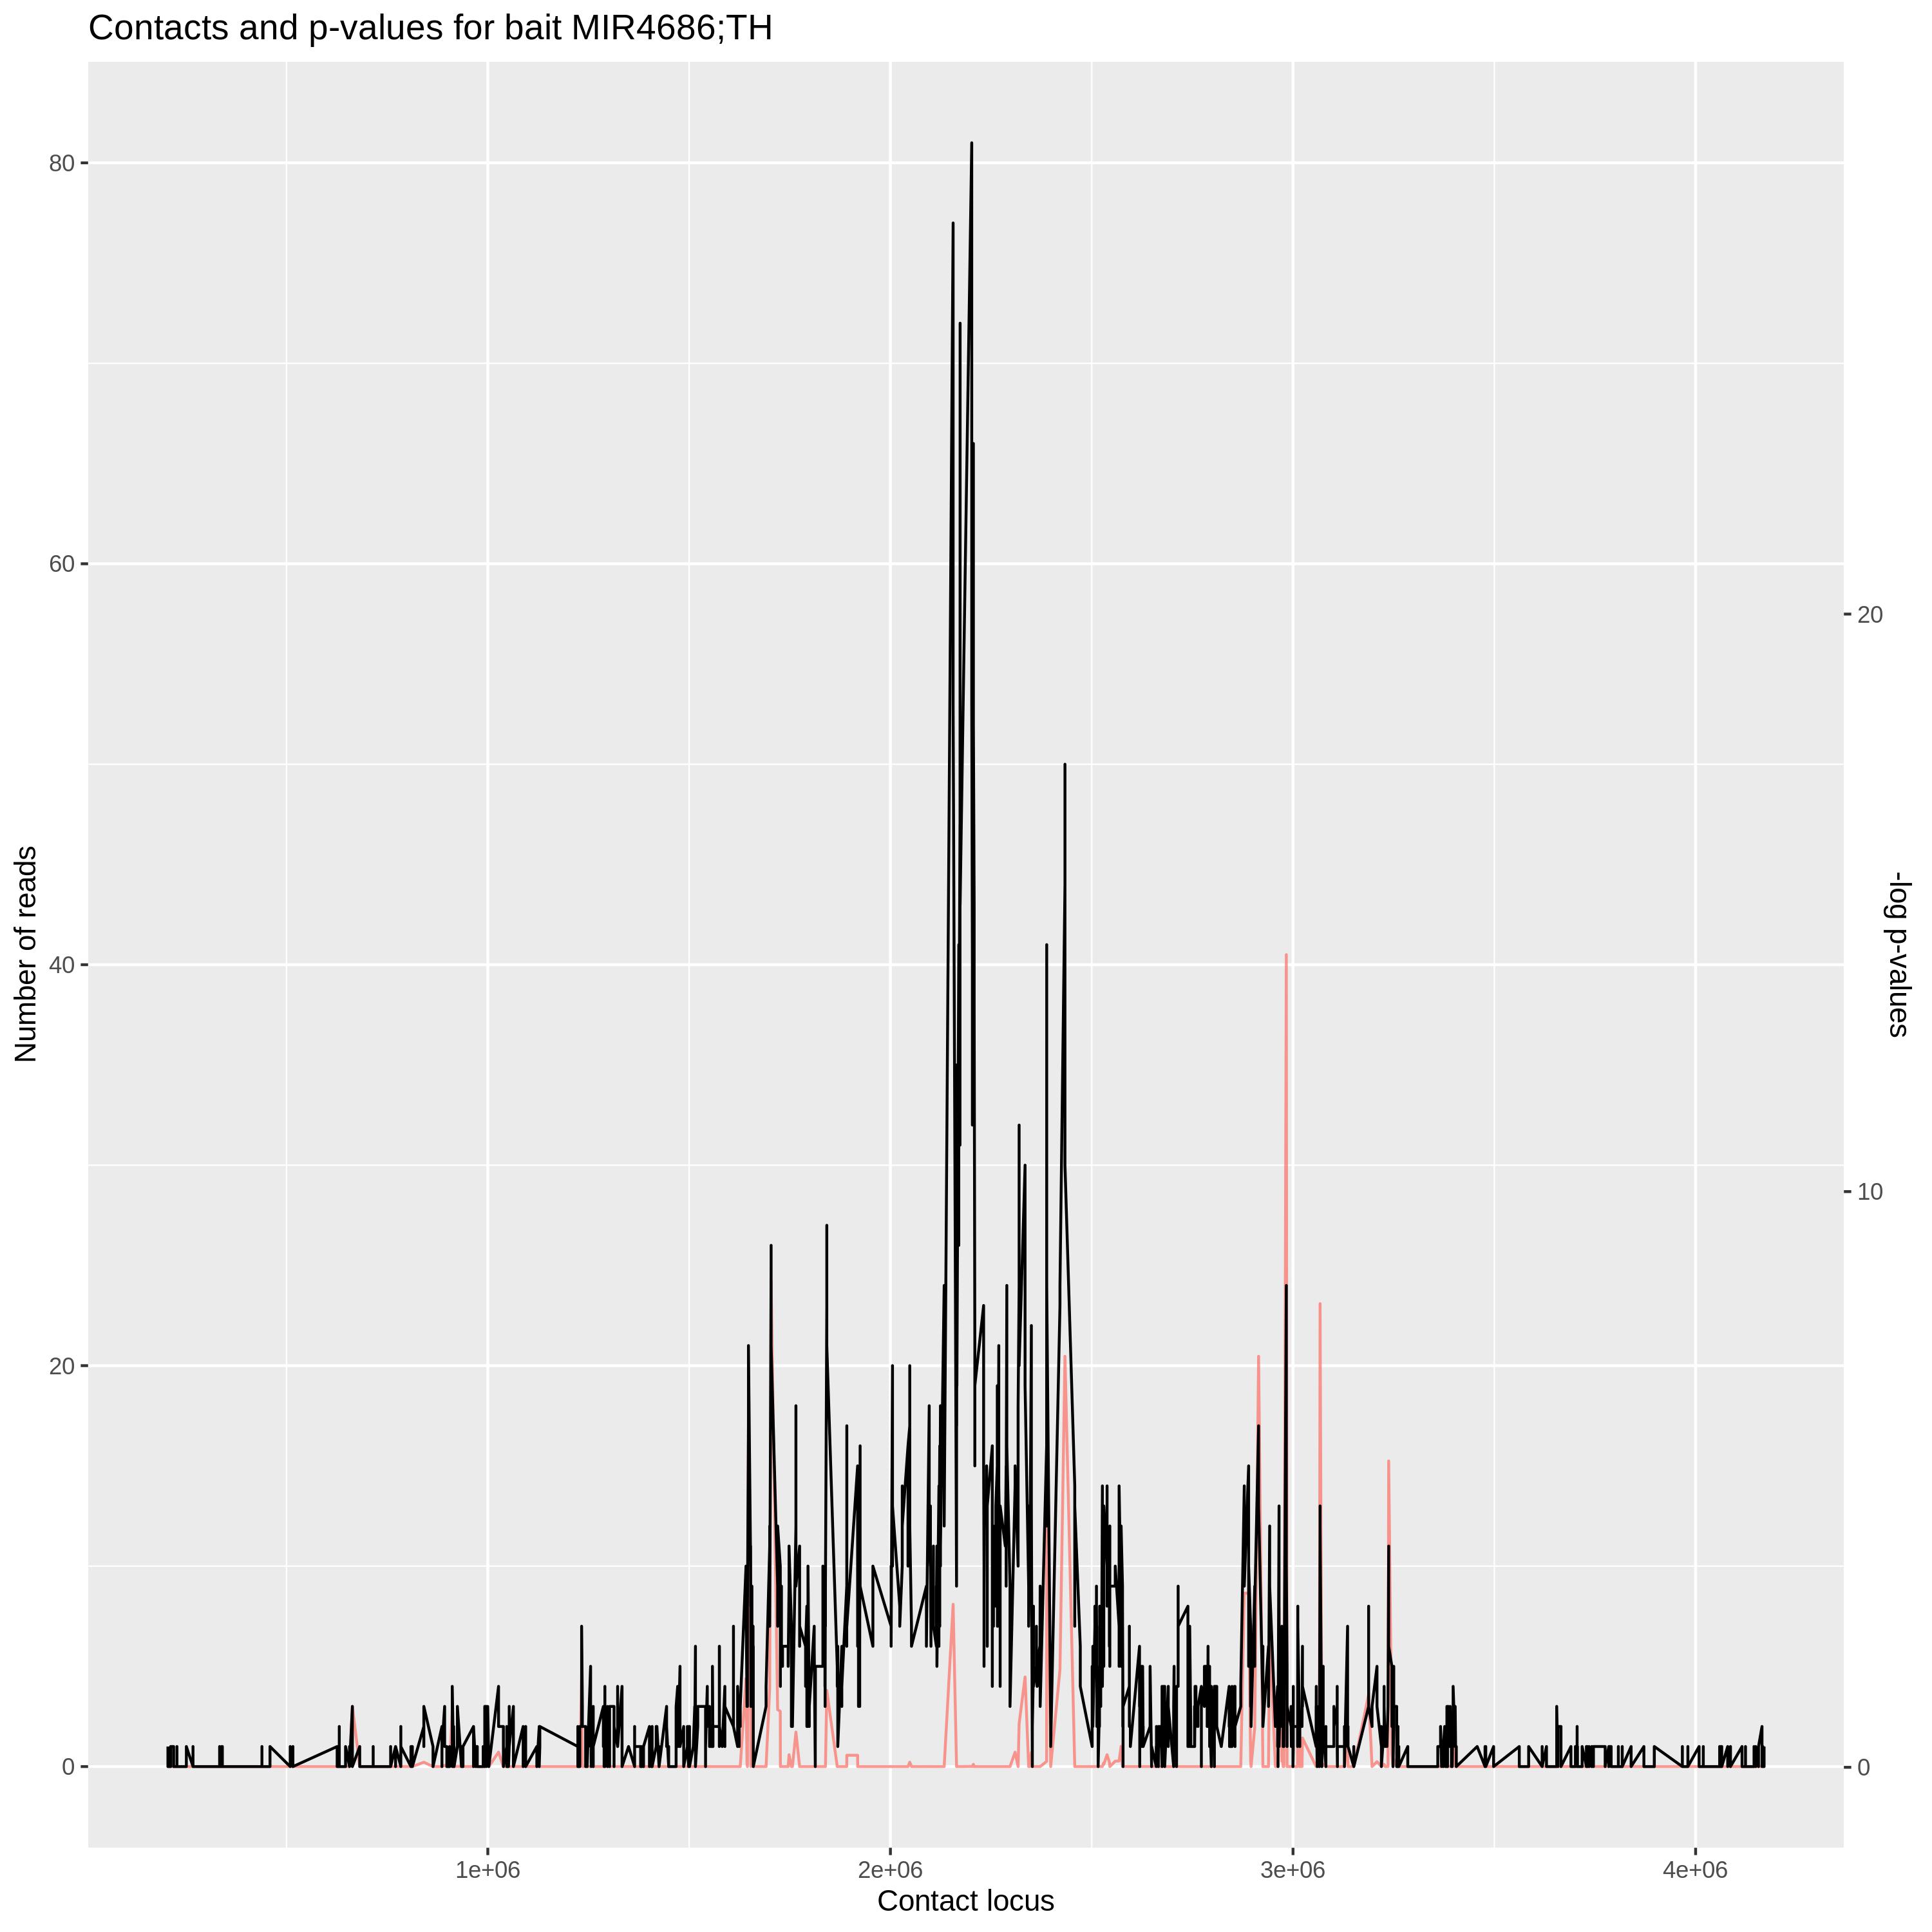 Contacts and p-values for bait MIR4686;TH
80
60
40
20
0
Number of reads
20
10
0
-log p-values
1e+06
2e+06
3e+06
4e+06
Contact locus